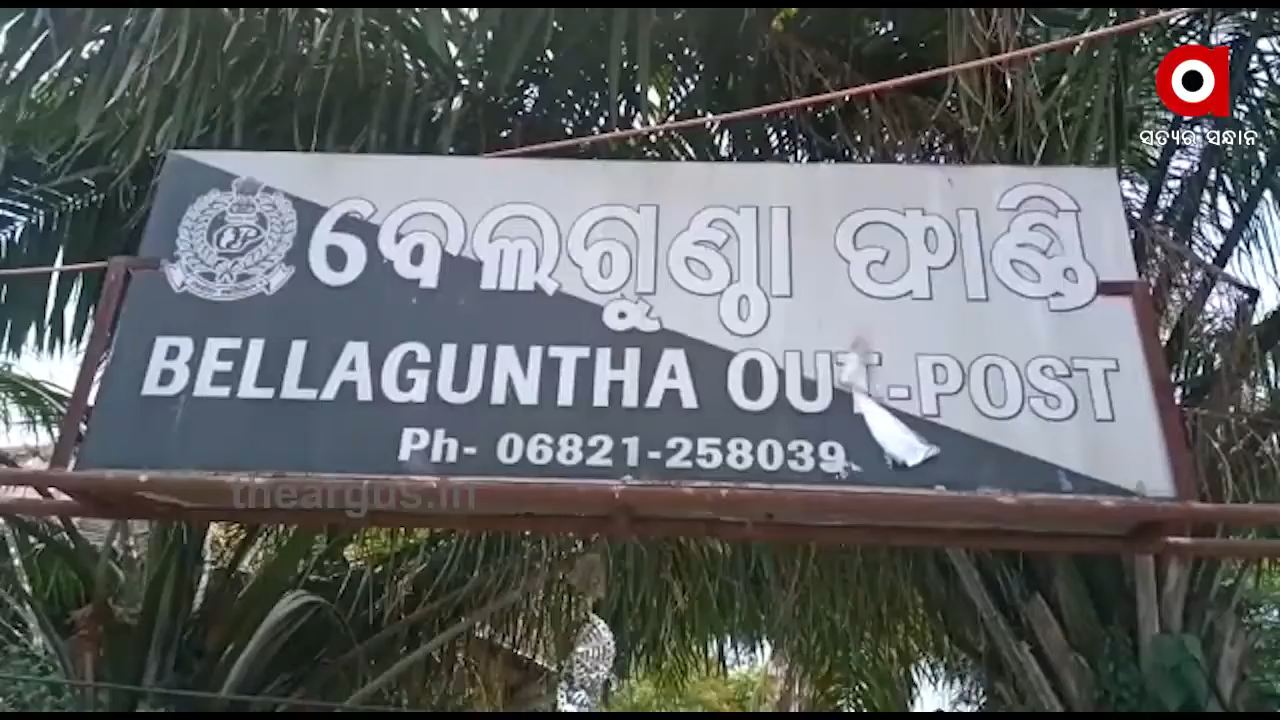 ସତ୍ୟର ସନ୍ଧାନ
ବେଲଗୁଣ୍ଠା ଫାଣ୍ଡି
BELLAGUNTHA OUT-POST
Ph- 06821-258039
theargus.in